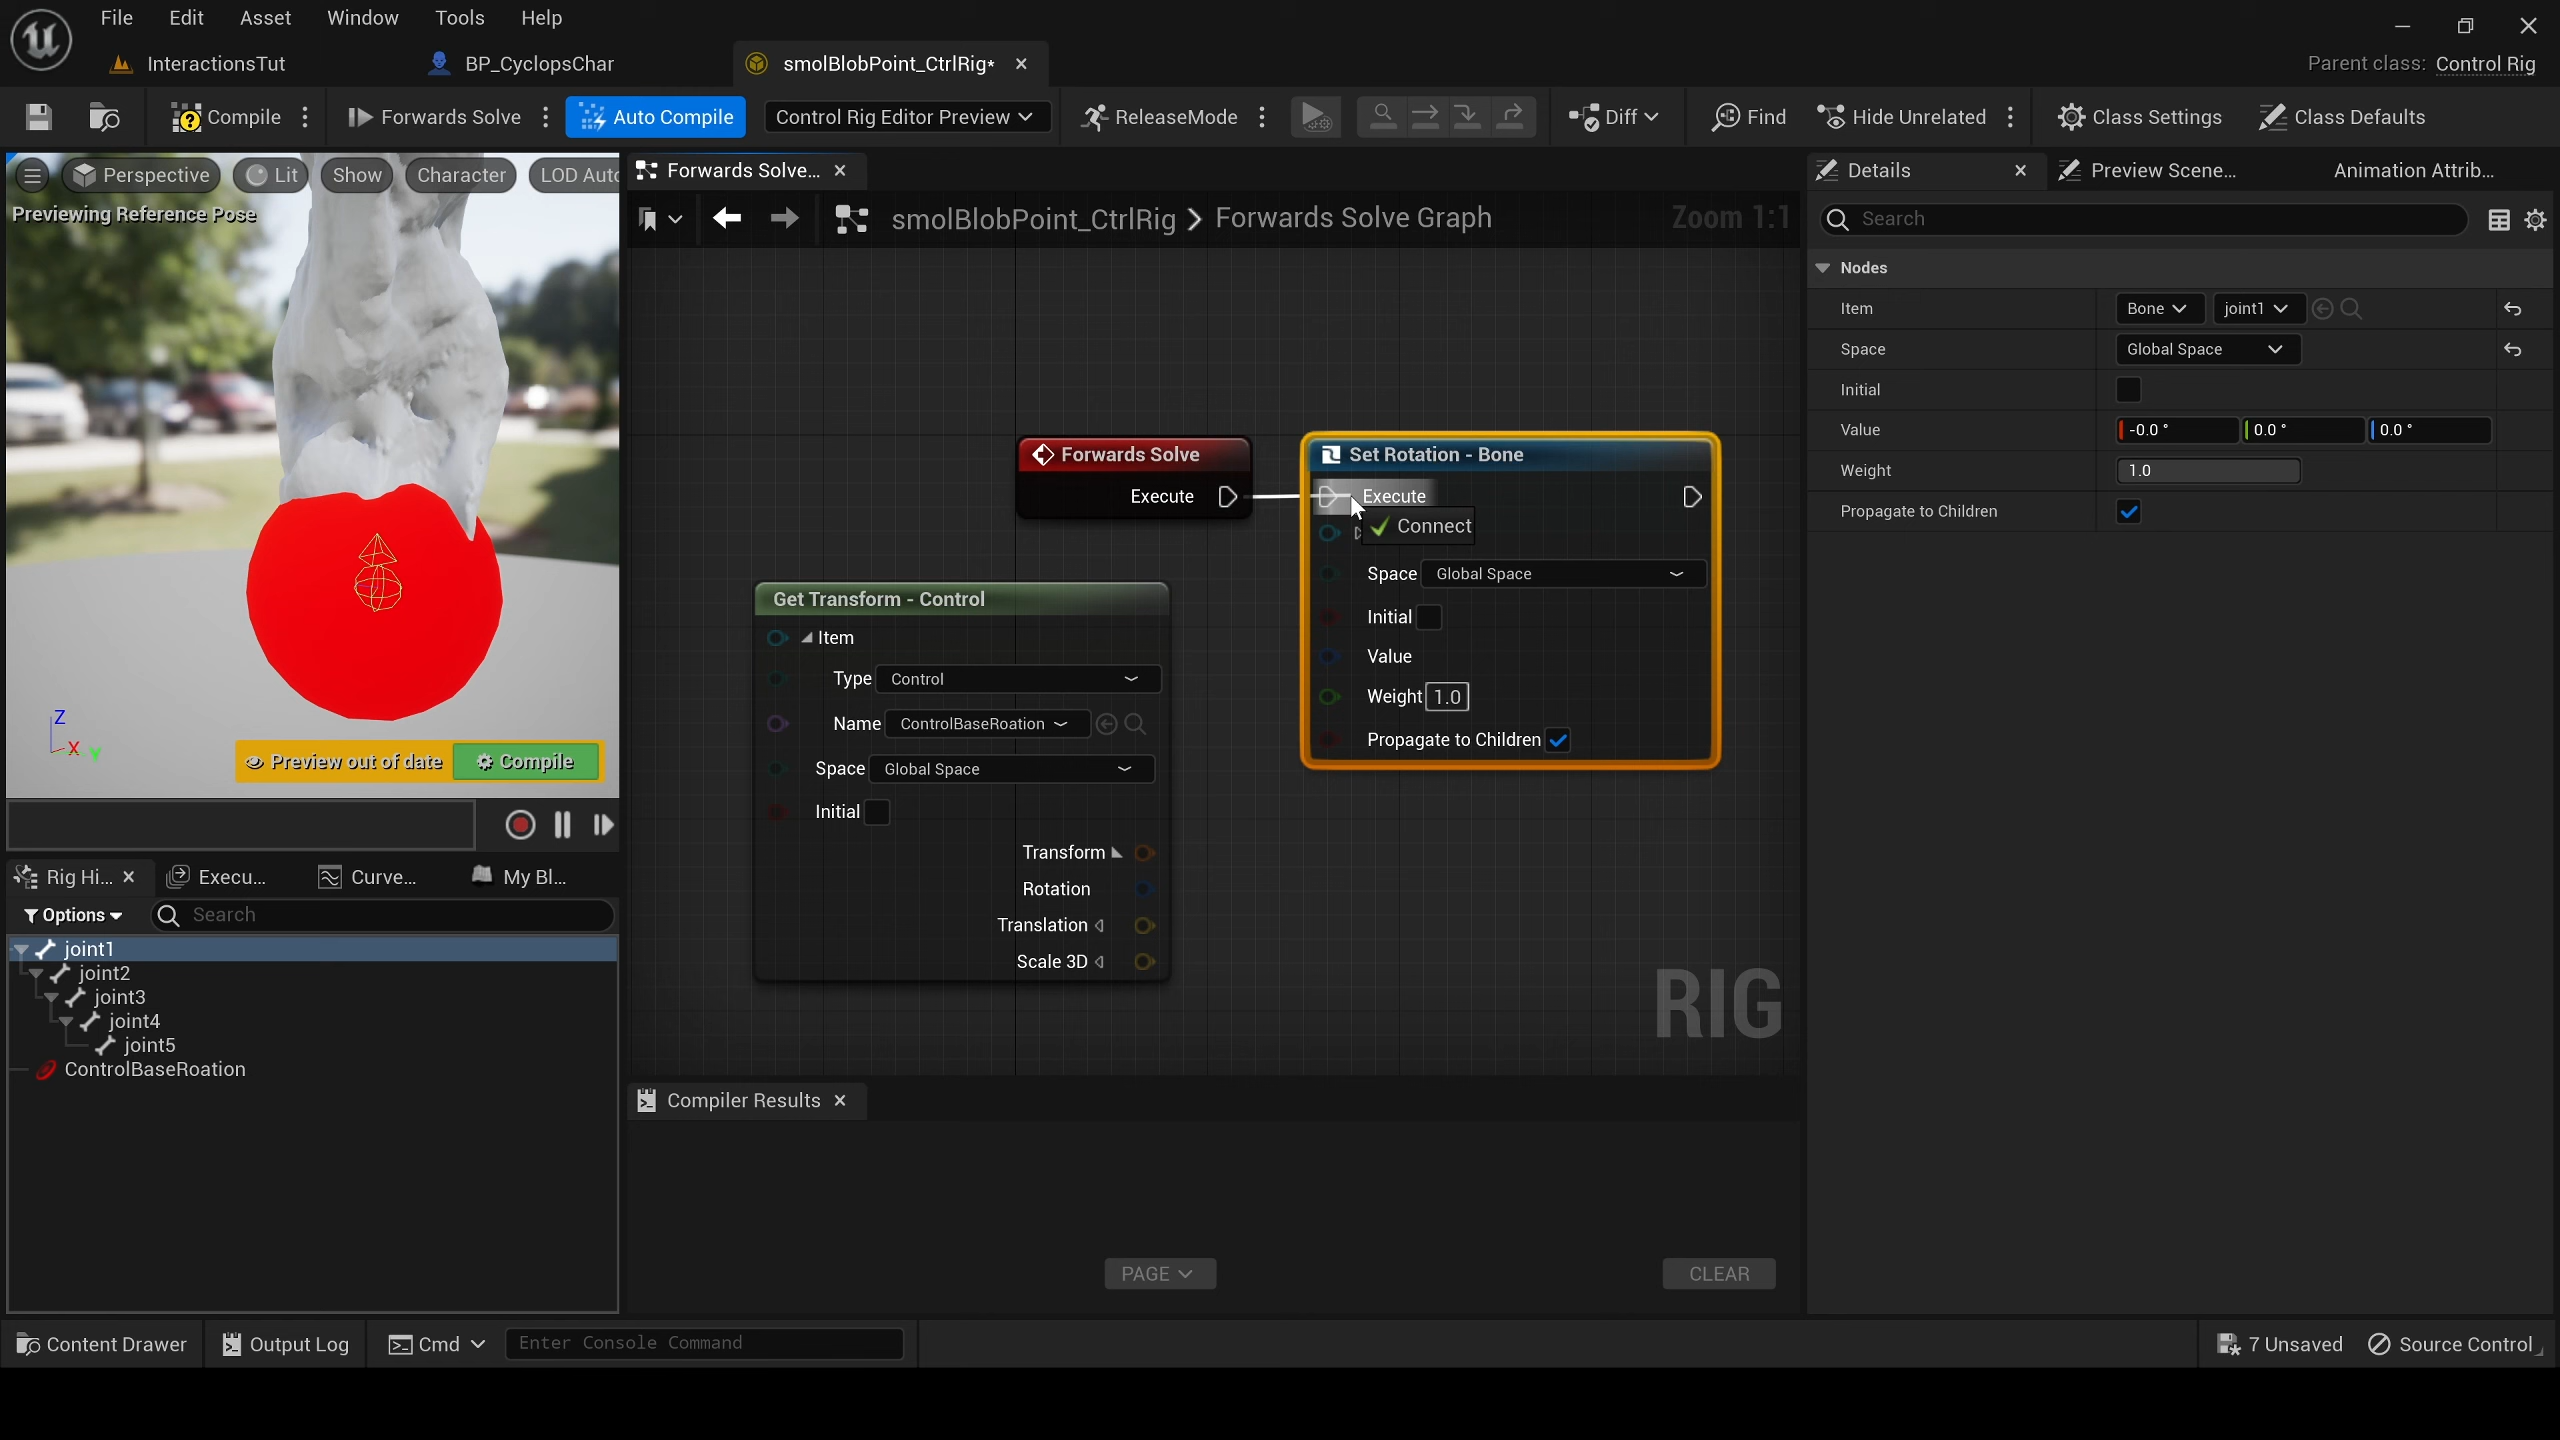 File Edit Asset Window Tools Help
InteractionsTut BP_CyclopsChar smolBlobPoint_CtrlRig* Parent class: Control Rig
Compile Forwards Solve Auto Compile Control Rig Editor Preview ReleaseMode Diff Find Hide Unrelated Class Settings Class Defaults
Perspective Lit Show Character LOD Auto
Previewing Reference Pose
Preview out of date Compile
Z
X
Y
Rig Hi... Execu... Curve... My Bl...
Options Search
joint1
joint2
joint3
joint4
joint5
ControlBaseRoation
Forwards Solve...
smolBlobPoint_CtrlRig > Forwards Solve Graph Zoom 1:1
Forwards Solve
Execute
Set Rotation - Bone
Execute
Connect
Space Global Space
Initial
Value
Weight 1.0
Propagate to Children
Get Transform - Control
Item
Type Control
Name ControlBaseRoation
Space Global Space
Initial
Transform
Rotation
Translation
Scale 3D
RIG
Compiler Results
PAGE CLEAR
Details Preview Scene... Animation Attrib...
Search
Nodes
Item Bone joint1
Space Global Space
Initial
Value -0.0 ° 0.0 ° 0.0 °
Weight 1.0
Propagate to Children
Content Drawer Output Log Cmd Enter Console Command 7 Unsaved Source Control